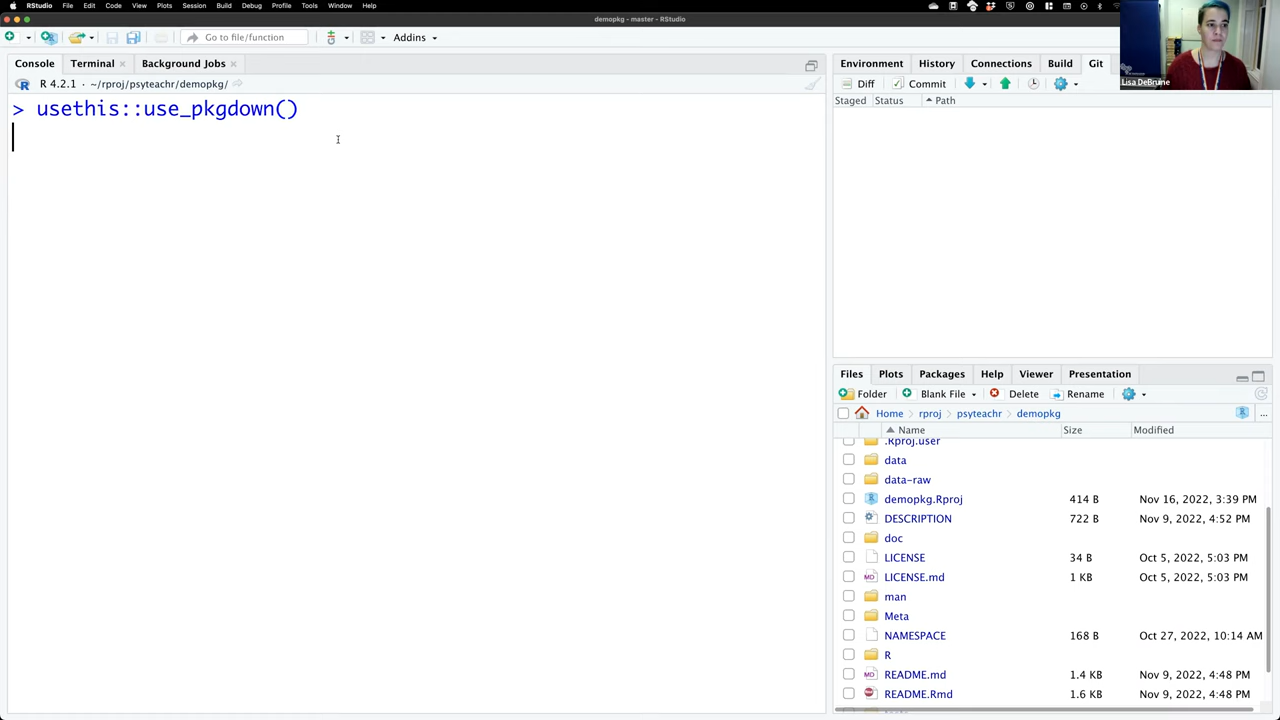 RStudio File Edit Code View Plots Session Build Debug Profile Tools Window Help
demopkg - master - RStudio
Go to file/function
Addins
Console Terminal Background Jobs
R 4.2.1 · ~/rproj/psyteachr/demopkg/
> usethis::use_pkgdown()
Environment History Connections Build Git
Diff Commit
Staged Status Path
Lisa DeBruine
Files Plots Packages Help Viewer Presentation
Folder Blank File Delete Rename
Home rproj psyteachr demopkg
...
Name Size Modified
.Rproj.user
data
data-raw
demopkg.Rproj 414 B Nov 16, 2022, 3:39 PM
DESCRIPTION 722 B Nov 9, 2022, 4:52 PM
doc
LICENSE 34 B Oct 5, 2022, 5:03 PM
LICENSE.md 1 KB Oct 5, 2022, 5:03 PM
man
Meta
NAMESPACE 168 B Oct 27, 2022, 10:14 AM
R
README.md 1.4 KB Nov 9, 2022, 4:48 PM
README.Rmd 1.6 KB Nov 9, 2022, 4:48 PM